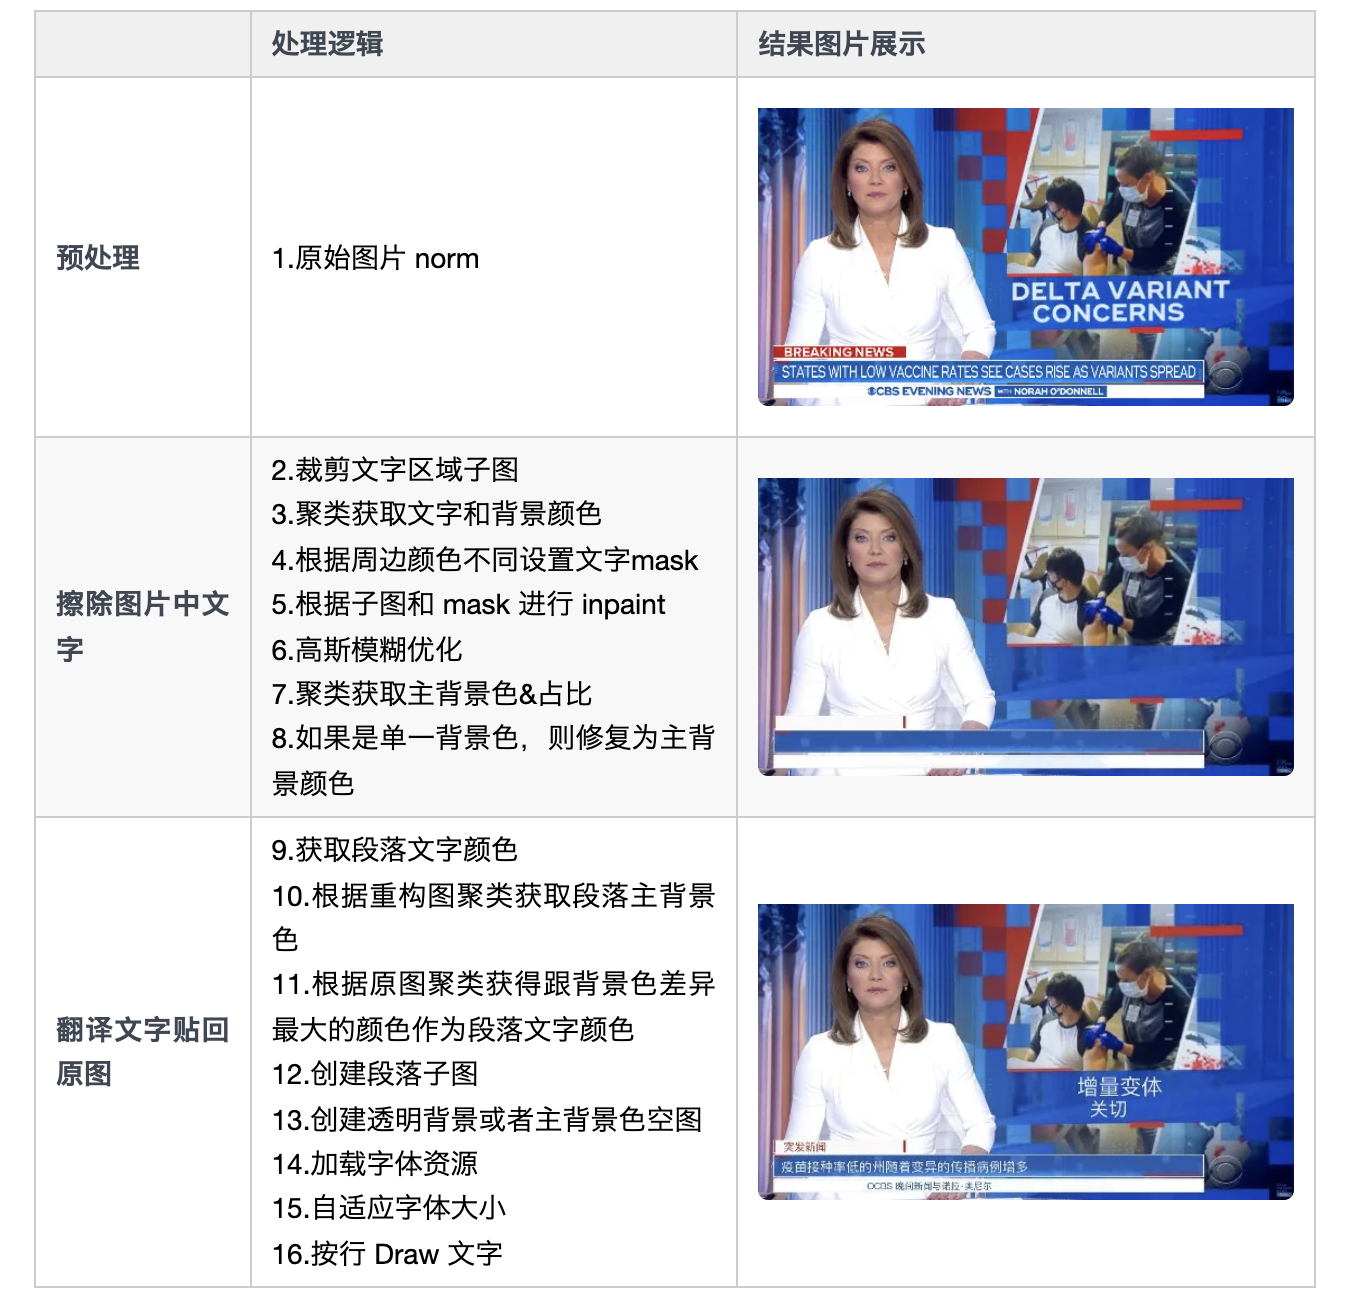 处理逻辑
结果图片展示
预处理
1.原始图片 norm
DELTA VARIANT
CONCERNS
BREAKING NEWS
STATES WITH LOW VACCINE RATES SEE CASES RISE AS VARIANTS SPREAD
CBS EVENING NEWS WITH NORAH O'DONNELL
擦除图片中文
字
2.裁剪文字区域子图
3.聚类获取文字和背景颜色
4.根据周边颜色不同设置文字mask
5.根据子图和 mask 进行 inpaint
6.高斯模糊优化
7.聚类获取主背景色&占比
8.如果是单一背景色，则修复为主背
景颜色
翻译文字贴回
原图
9.获取段落文字颜色
10.根据重构图聚类获取段落主背景
色
11.根据原图聚类获得跟背景色差异
最大的颜色作为段落文字颜色
12.创建段落子图
13.创建透明背景或者主背景色空图
14.加载字体资源
15.自适应字体大小
16.按行 Draw 文字
增量变体
关切
突发新闻
疫苗接种率低的州随着变异的传播病例增多
OCBS 晚间新闻与诺拉·奥尼尔